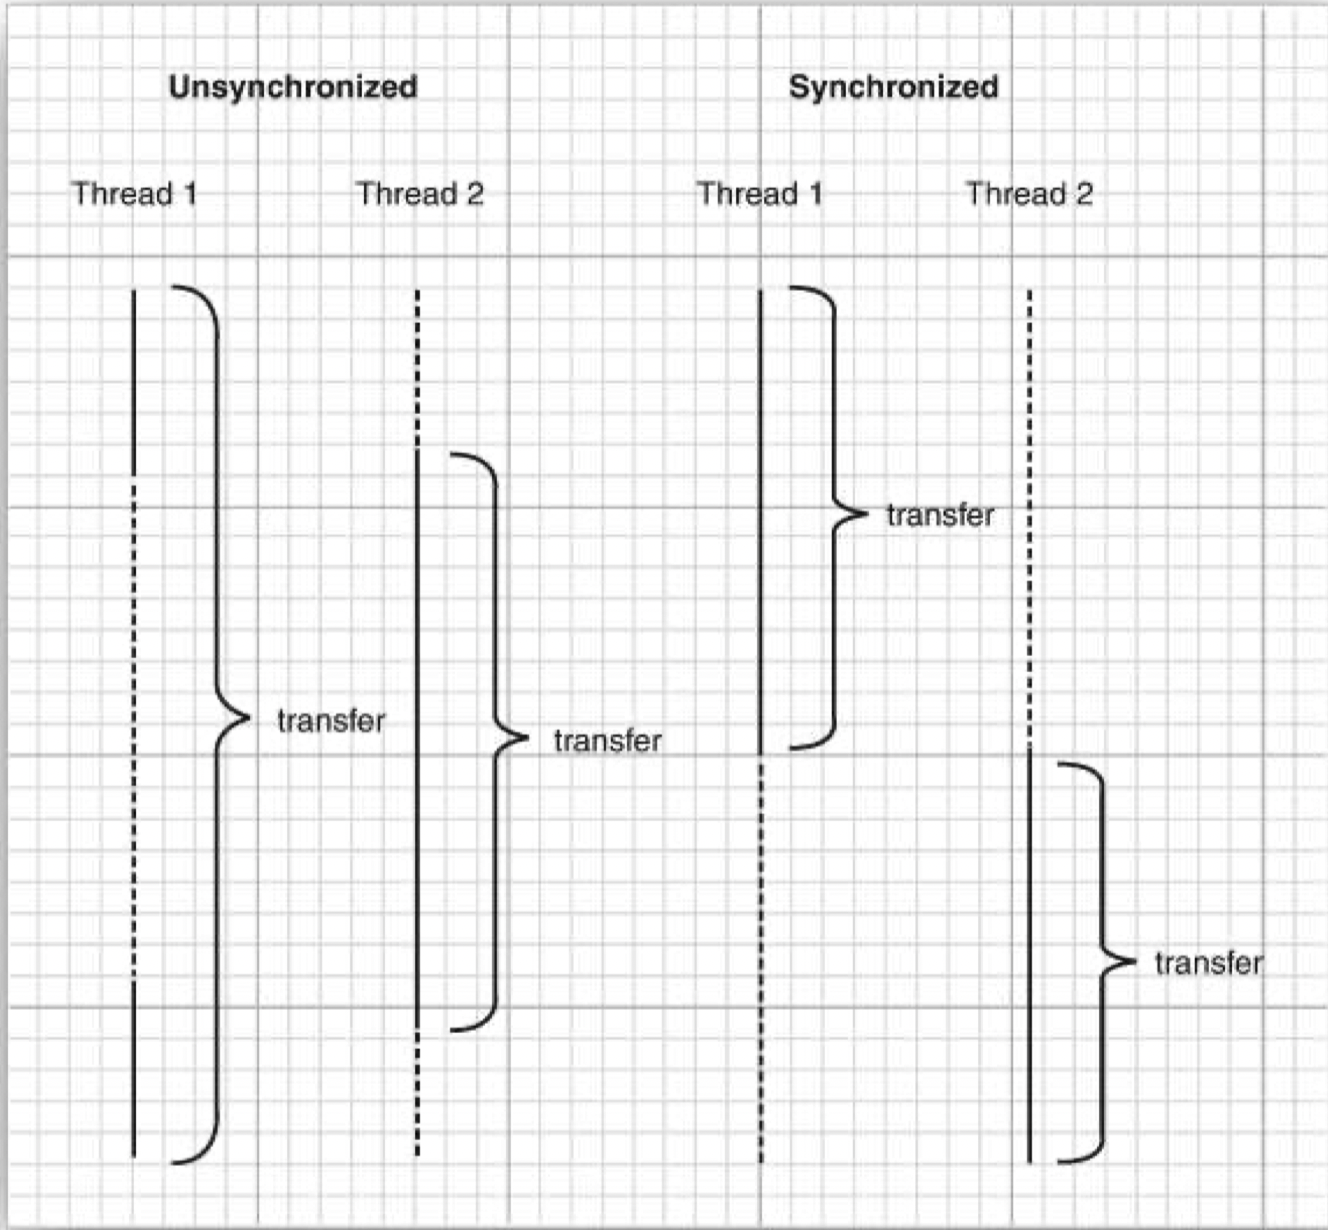 Unsynchronized
Synchronized
Thread 1
Thread 2
Thread 1
Thread 2
transfer
transfer
transfer
transfer